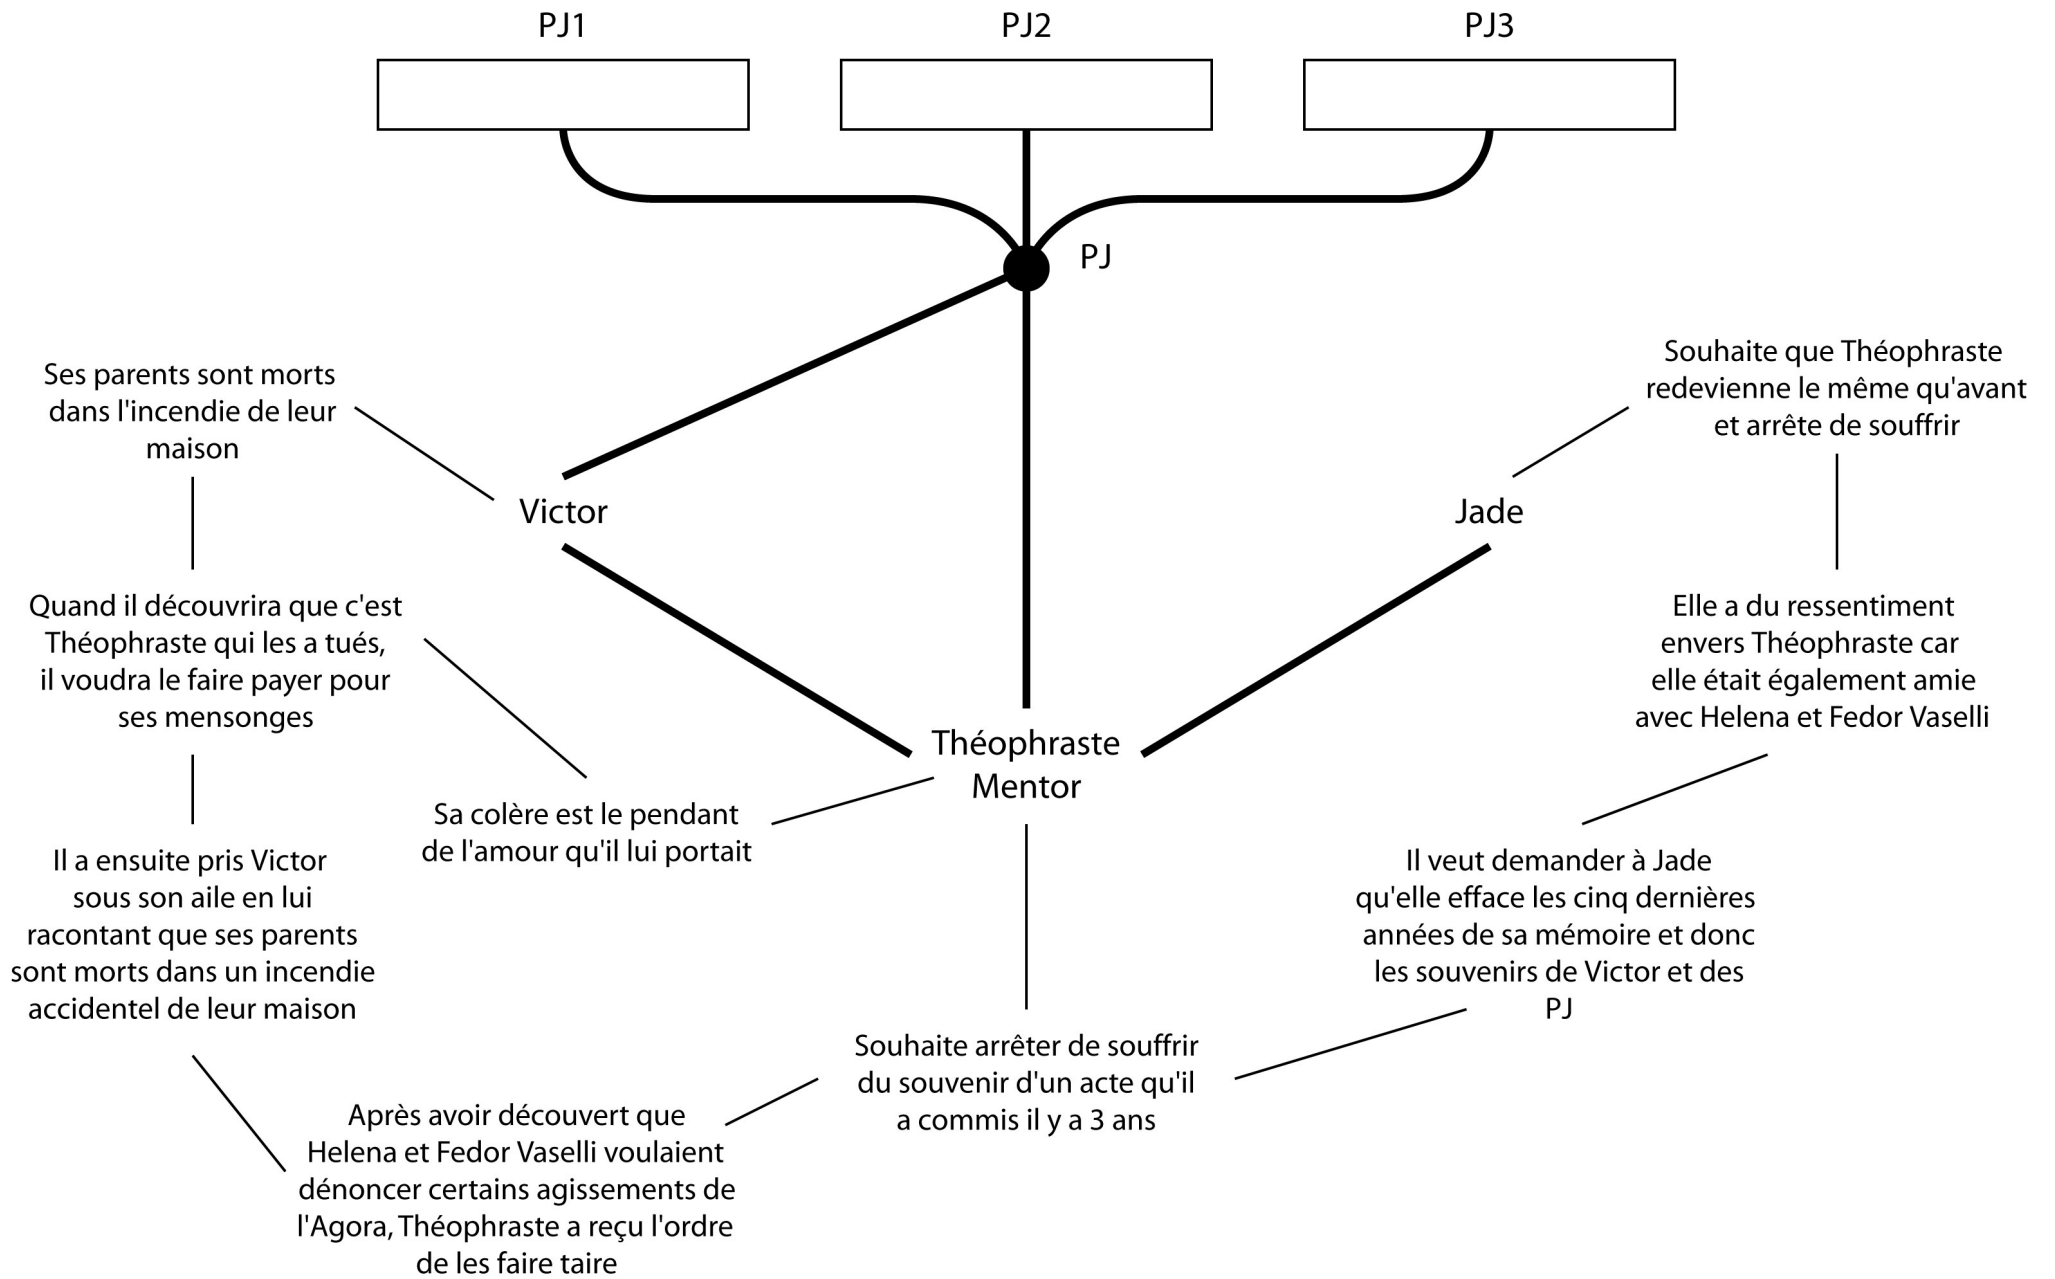 PJ1
PJ2
PJ3
PJ
Ses parents sont morts
dans l'incendie de leur
maison
Souhaite que Théophraste
redevienne le même qu'avant
et arrête de souffrir
Victor
Jade
Quand il découvrira que c'est
Théophraste qui les a tués,
il voudra le faire payer pour
ses mensonges
Elle a du ressentiment
envers Théophraste car
elle était également amie
avec Helena et Fedor Vaselli
Théophraste
Mentor
Sa colère est le pendant
de l'amour qu'il lui portait
Il a ensuite pris Victor
sous son aile en lui
racontant que ses parents
sont morts dans un incendie
accidentel de leur maison
Il veut demander à Jade
qu'elle efface les cinq dernières
années de sa mémoire et donc
les souvenirs de Victor et des
PJ
Souhaite arrêter de souffrir
du souvenir d'un acte qu'il
a commis il y a 3 ans
Après avoir découvert que
Helena et Fedor Vaselli voulaient
dénoncer certains agissements de
l'Agora, Théophraste a reçu l'ordre
de les faire taire